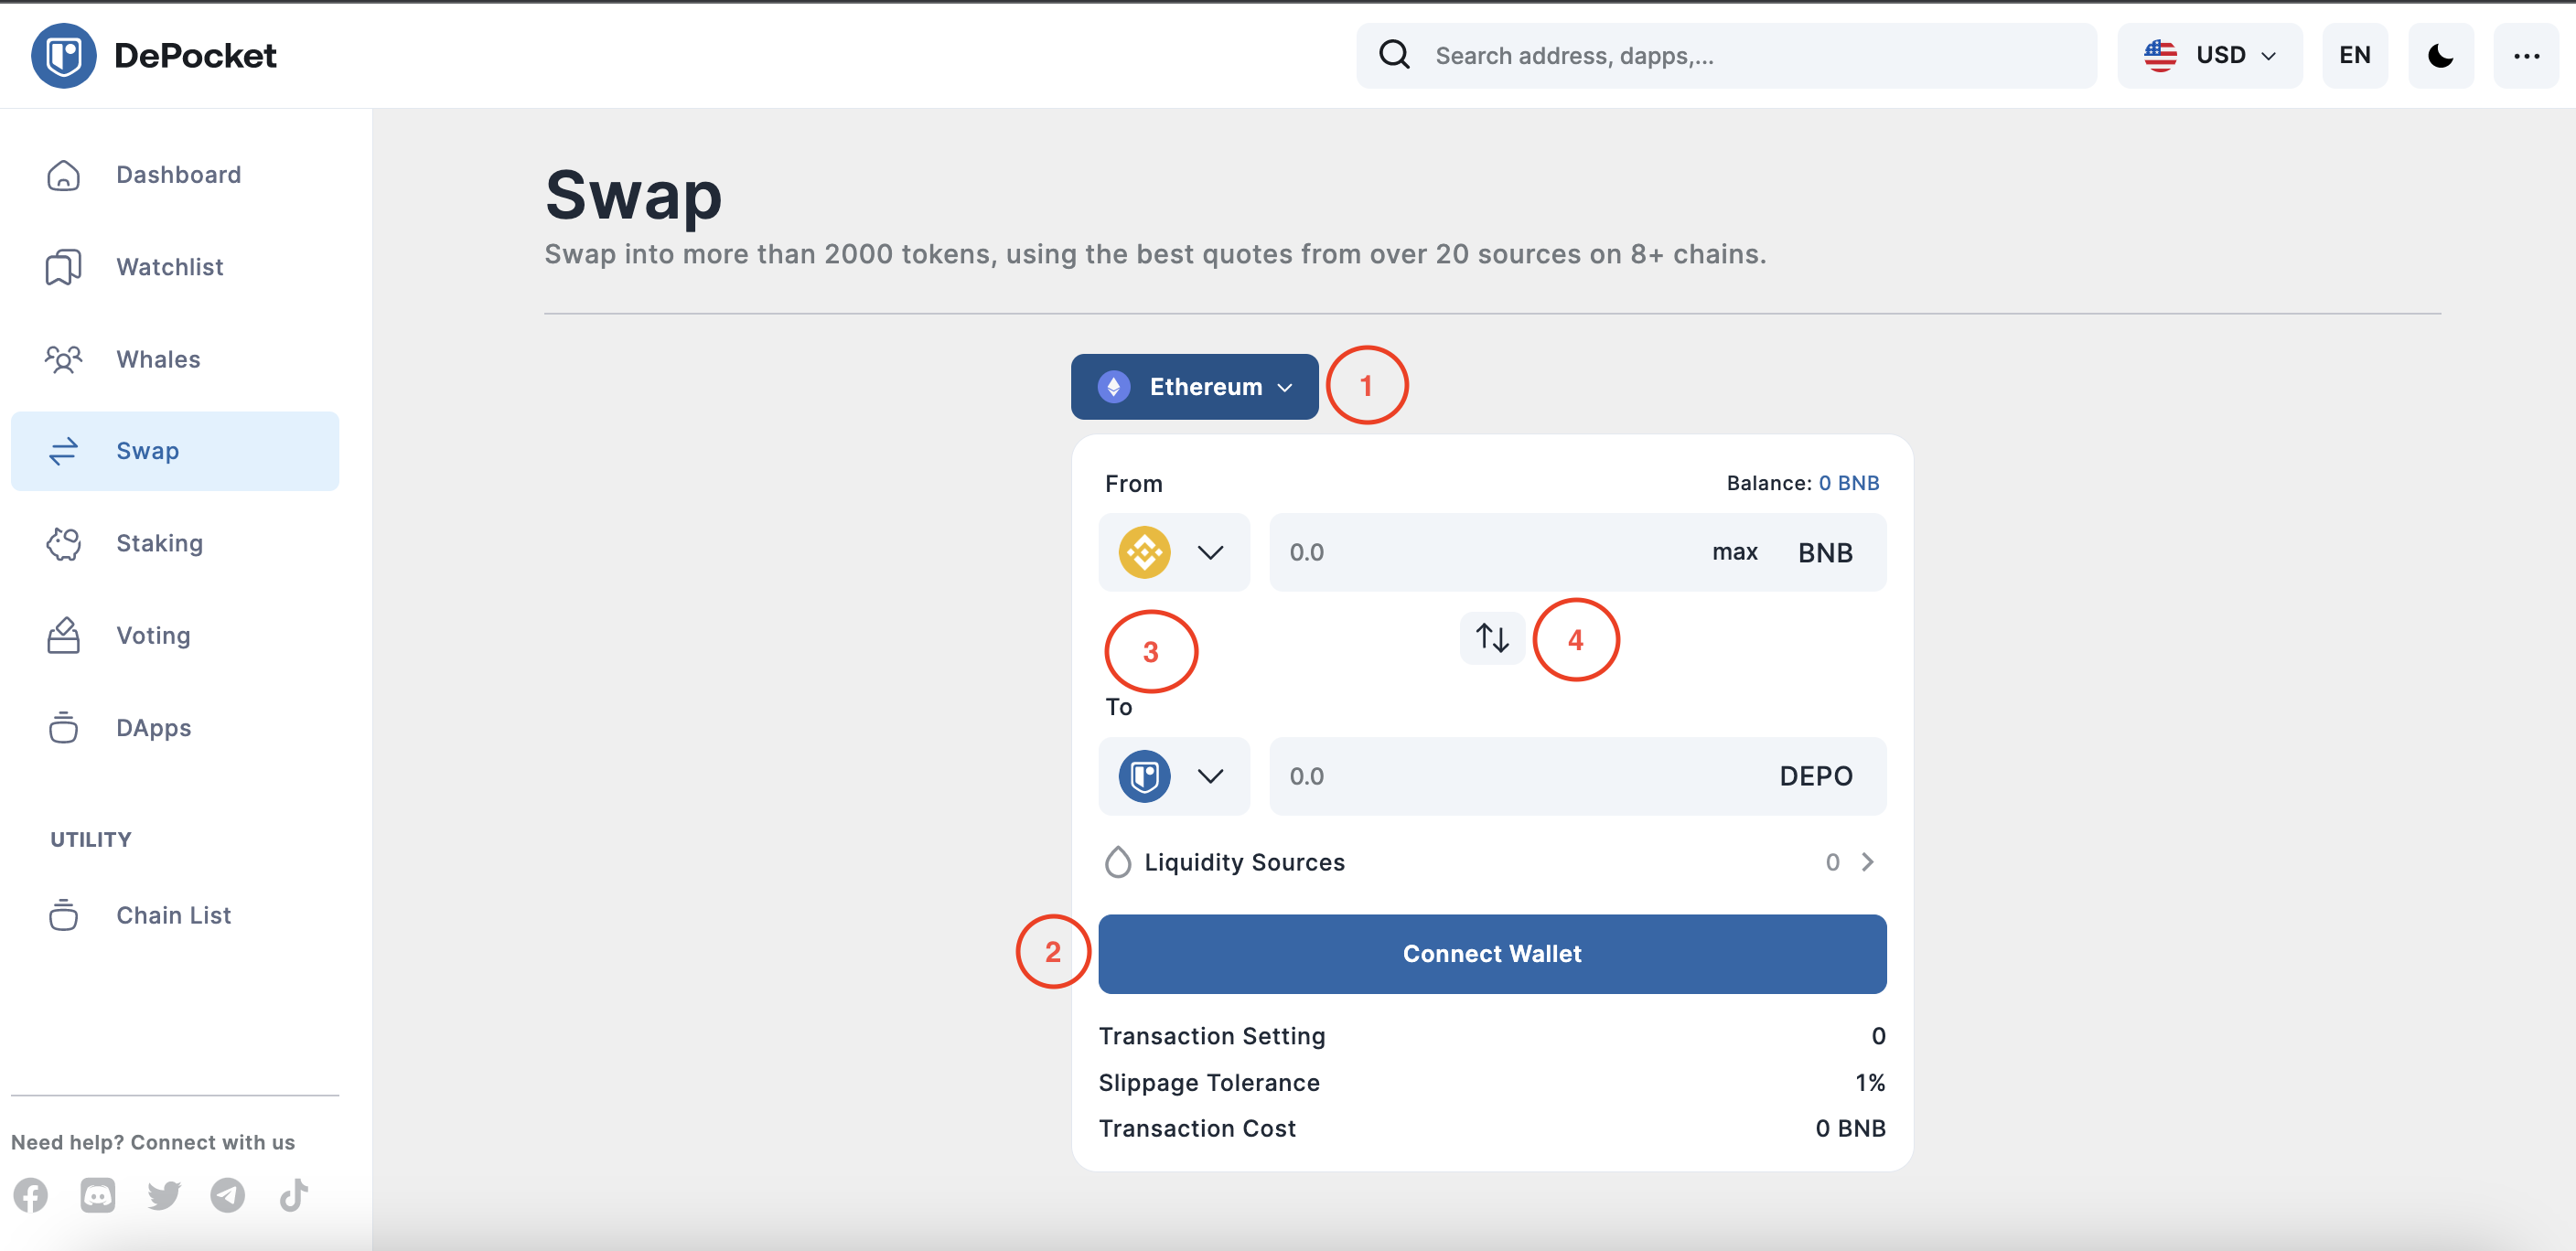 DePocket
Search address, dapps,...
USD
EN
Dashboard
Watchlist
Whales
Swap
Staking
Voting
DApps
UTILITY
Chain List
Need help? Connect with us
Swap
Swap into more than 2000 tokens, using the best quotes from over 20 sources on 8+ chains.
Ethereum
1
From
Balance: 0 BNB
0.0
max
BNB
3
4
To
0.0
DEPO
Liquidity Sources
0
2
Connect Wallet
Transaction Setting
0
Slippage Tolerance
1%
Transaction Cost
0 BNB